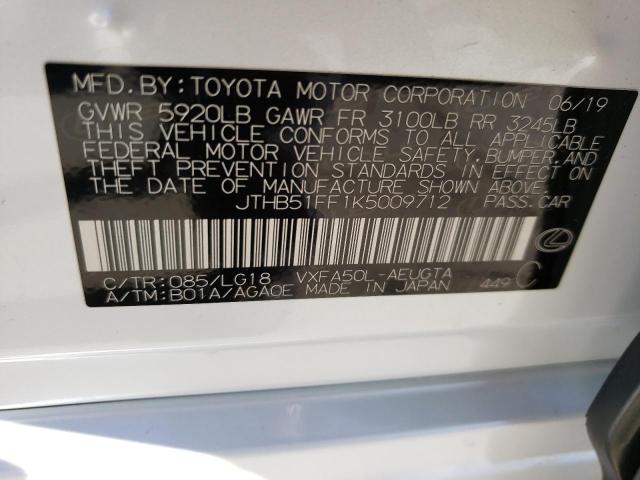 MFD. BY: TOYOTA MOTOR CORPORATION 06/19
GVWR 5920LB GAWR FR 3100LB RR 3245LB
THIS VEHICLE CONFORMS TO ALL APPLICABLE
FEDERAL MOTOR VEHICLE SAFETY, BUMPER, AND
THEFT PREVENTION STANDARDS IN EFFECT ON THE
DATE OF MANUFACTURE SHOWN ABOVE.
JTHB51FF1K5009712 PASS.CAR
C/TR: 085/LG18 VXFA50L-AEUGTA
A/TM: B01A/AGA0E MADE IN JAPAN 449 C